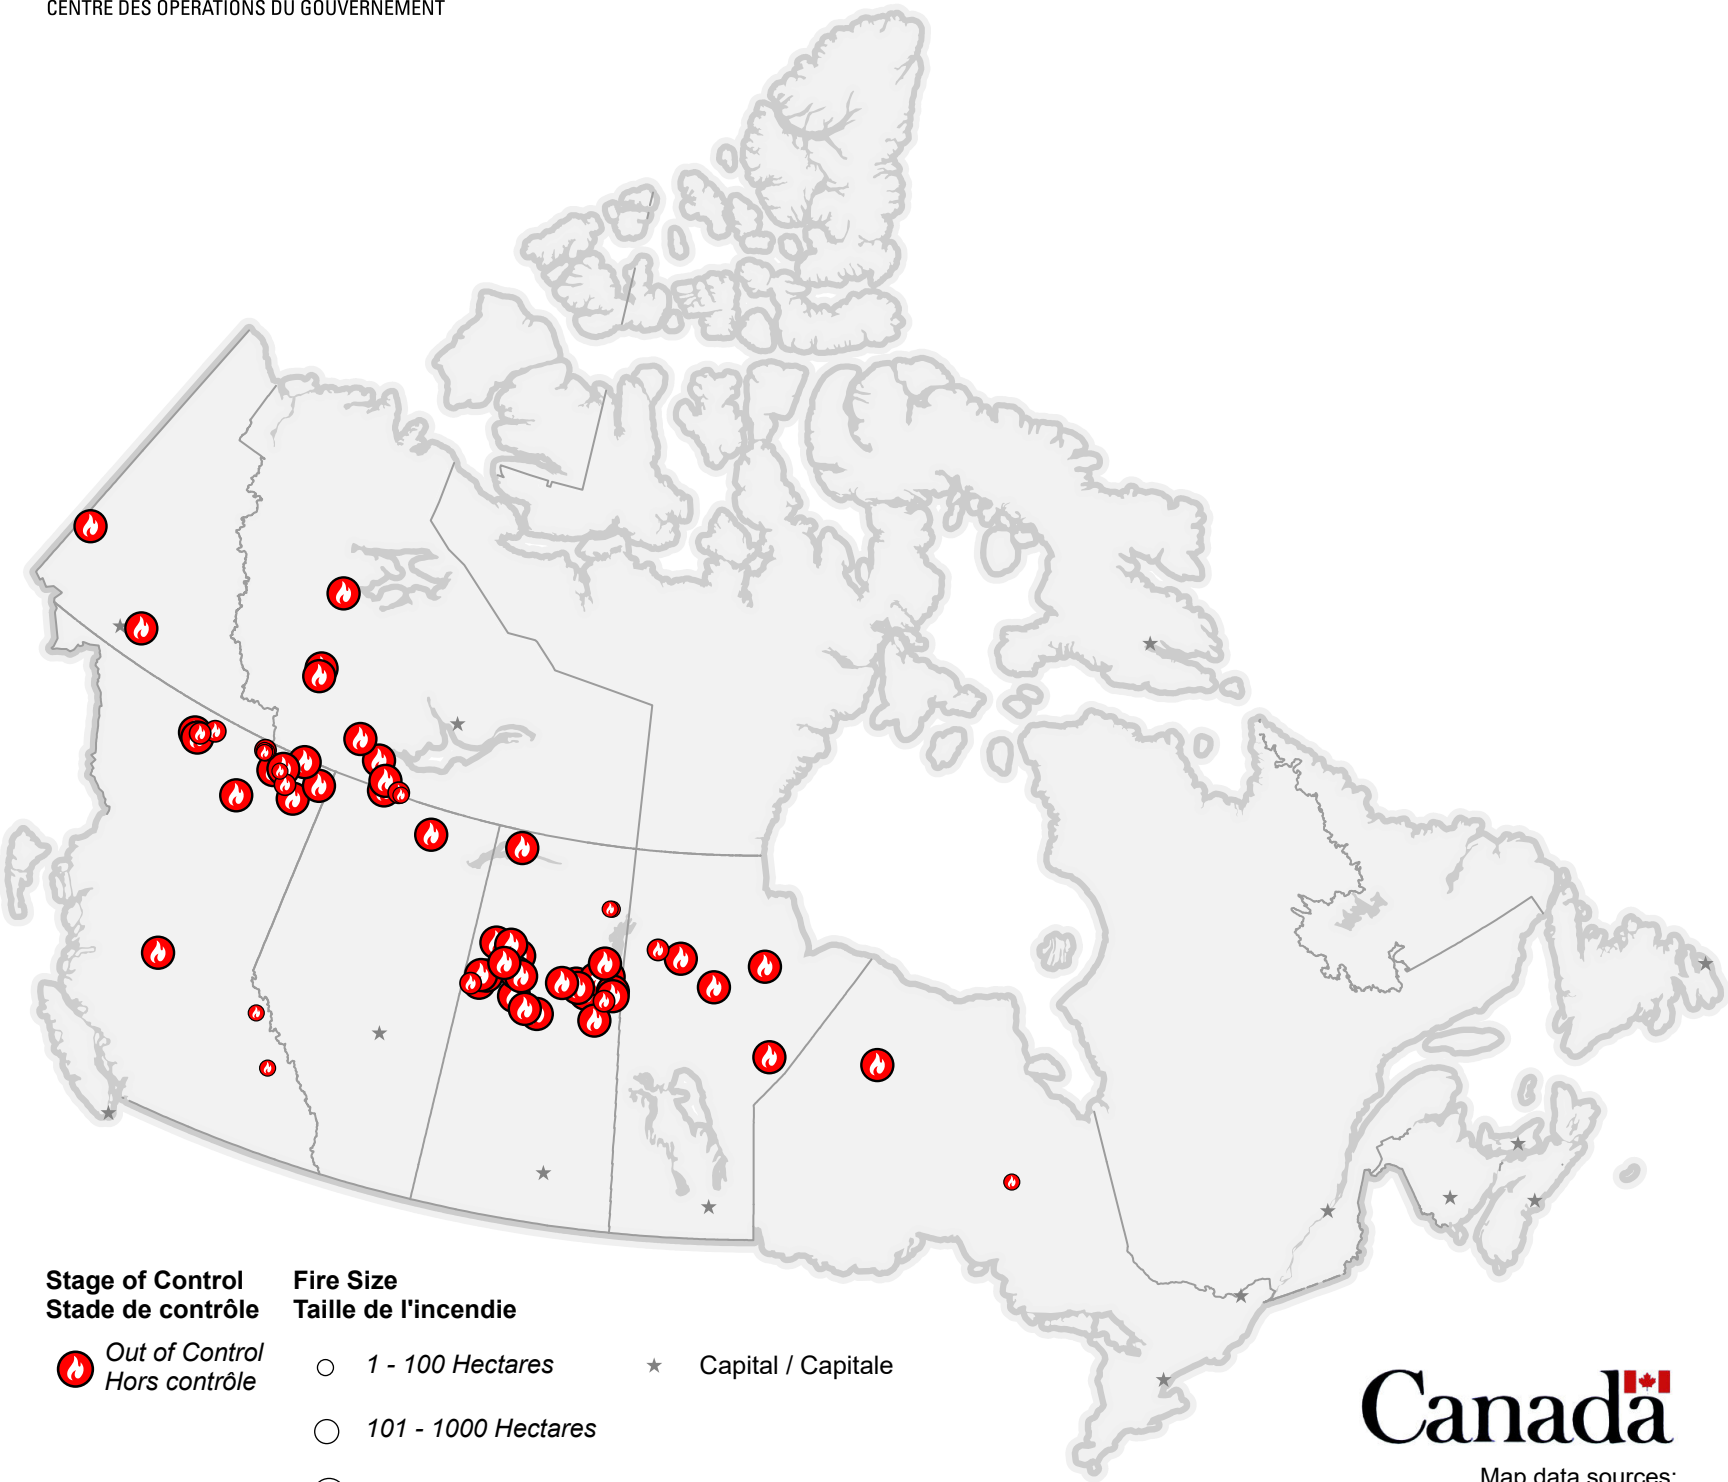 CENTRE DES OPÉRATIONS DU GOUVERNEMENT
Stage of Control
Stade de contrôle
Out of Control
Hors contrôle
Fire Size
Taille de l'incendie
1 - 100 Hectares
101 - 1000 Hectares
Capital / Capitale
Canada
Map data sources: